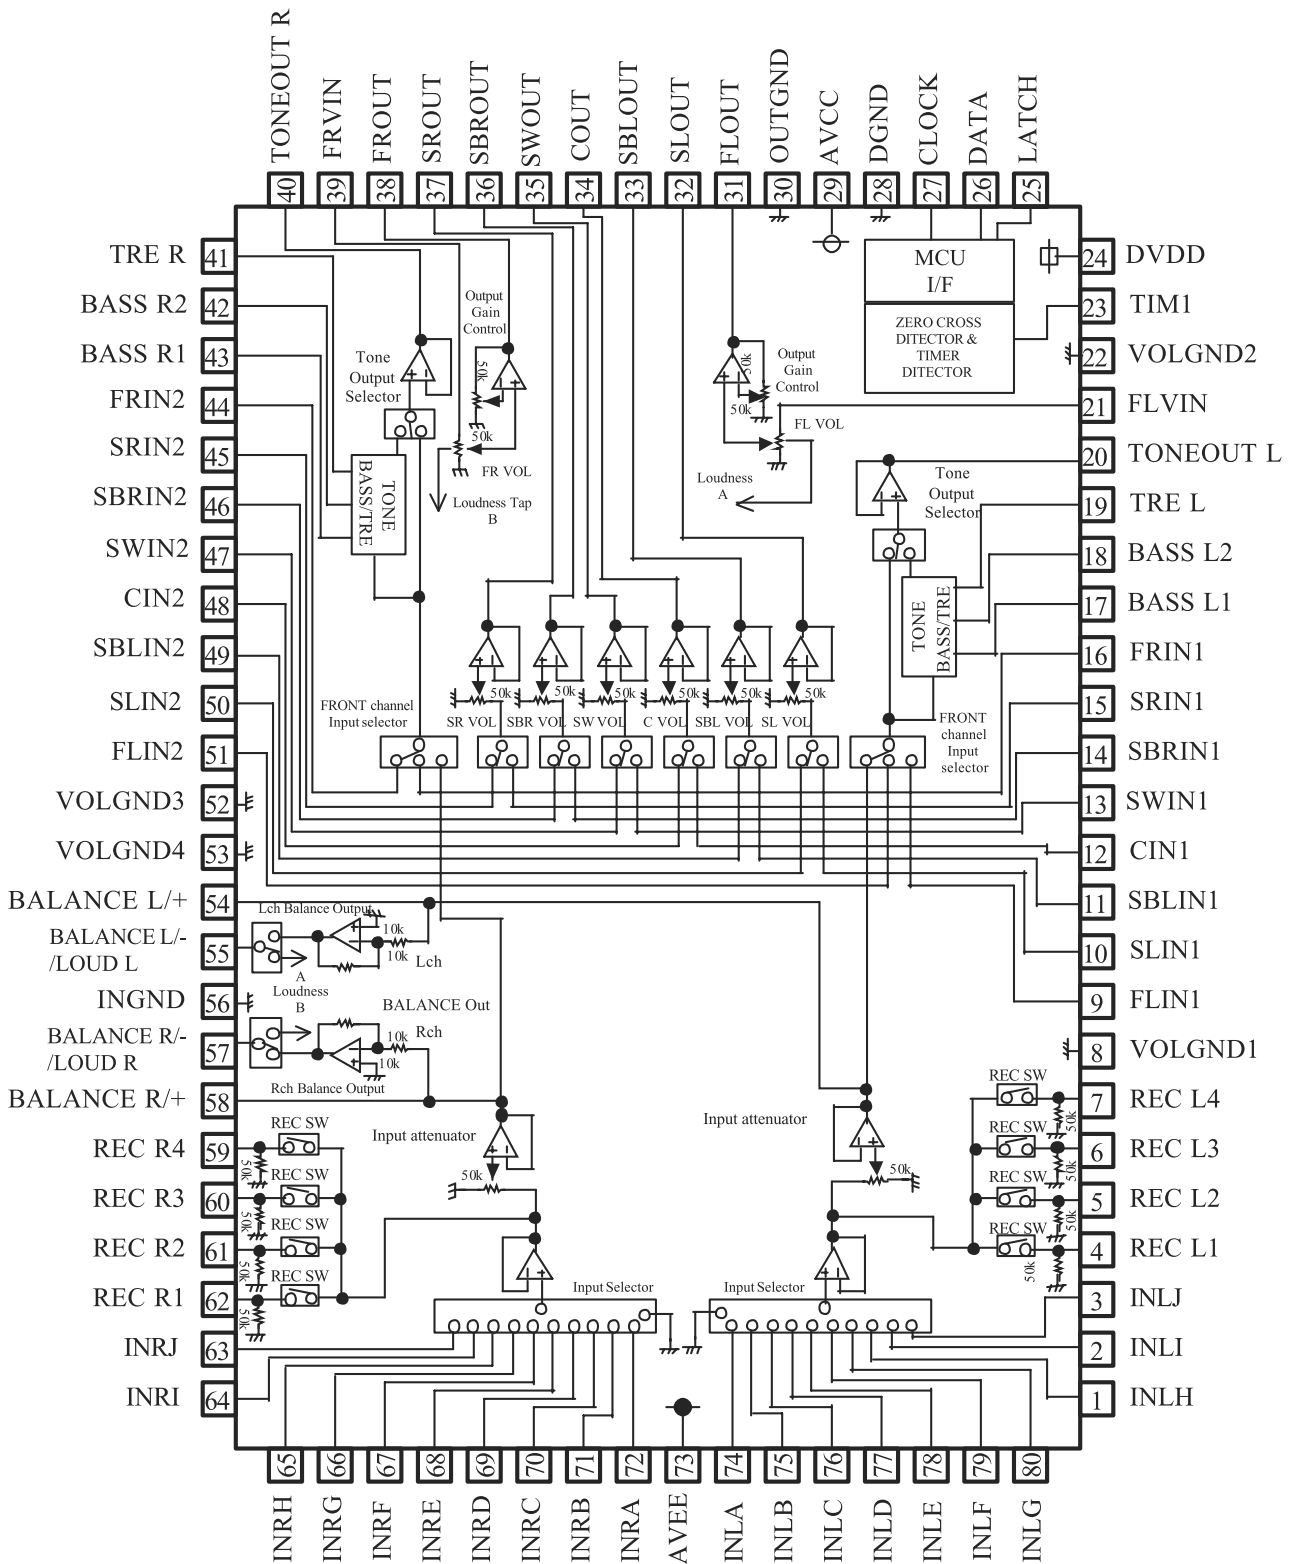 TONEOUT R
FRVIN
FROUT
SROUT
SBROUT
SWOUT
COUT
SBLOUT
SLOUT
FLOUT
OUTGND
AVCC
DGND
CLOCK
DATA
LATCH
40
39
38
37
36
35
34
33
32
31
30
29
28
27
26
25
TRE R
41
BASS R2
42
BASS R1
43
FRIN2
44
SRIN2
45
SBRIN2
46
SWIN2
47
CIN2
48
SBLIN2
49
SLIN2
50
FLIN2
51
VOLGND3
52
VOLGND4
53
BALANCE L/+
54
BALANCE L/-
/LOUD L
55
INGND
56
BALANCE R/-
/LOUD R
57
BALANCE R/+
58
REC R4
59
REC R3
60
REC R2
61
REC R1
62
INRJ
63
INRI
64
24
DVDD
23
TIM1
22
VOLGND2
21
FLVIN
20
TONEOUT L
19
TRE L
18
BASS L2
17
BASS L1
16
FRIN1
15
SRIN1
14
SBRIN1
13
SWIN1
12
CIN1
11
SBLIN1
10
SLIN1
9
FLIN1
8
VOLGND1
7
REC L4
6
REC L3
5
REC L2
4
REC L1
3
INLJ
2
INLI
1
INLH
MCU
I/F
ZERO CROSS
DITECTOR &
TIMER
DITECTOR
Output
Gain
Control
50k
50k
FR VOL
Loudness Tap
B
Tone
Output
Selector
TONE
BASS/TRE
Output
Gain
Control
50k
50k
FL VOL
Loudness
A
Tone
Output
Selector
TONE
BASS/TRE
50k
50k
50k
50k
50k
50k
SR VOL
SBR VOL
SW VOL
C VOL
SBL VOL
SL VOL
FRONT channel
Input selector
FRONT
channel
Input
selector
Lch Balance Output
10k
10k
Lch
A
Loudness
B
BALANCE Out
Rch
10k
10k
Rch Balance Output
REC SW
50k
REC SW
50k
REC SW
50k
REC SW
50k
Input attenuator
50k
Input attenuator
50k
REC SW
50k
REC SW
50k
REC SW
50k
REC SW
50k
Input Selector
Input Selector
65
66
67
68
69
70
71
72
73
74
75
76
77
78
79
80
INRH
INRG
INRF
INRE
INRD
INRC
INRB
INRA
AVEE
INLA
INLB
INLC
INLD
INLE
INLF
INLG